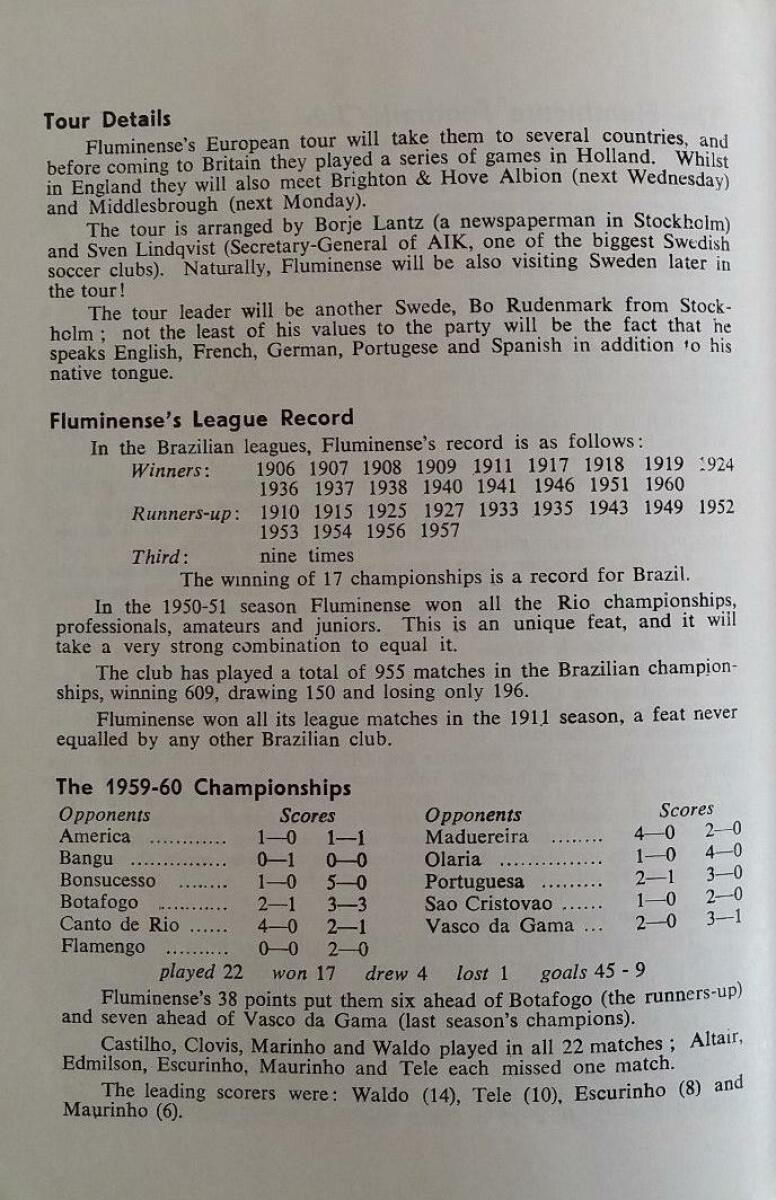 Tour Details
Fluminense's European tour will take them to several countries, and
before coming to Britain they played a series of games in Holland. Whilst
in England they will also meet Brighton & Hove Albion (next Wednesday)
and Middlesbrough (next Monday).
The tour is arranged by Borje Lantz (a newspaperman in Stockholm)
and Sven Lindqvist (Secretary-General of AIK, one of the biggest Swedish
soccer clubs). Naturally, Fluminense will be also visiting Sweden later in
the tour!
The tour leader will be another Swede, Bo Rudenmark from Stock-
holm; not the least of his values to the party will be the fact that he
speaks English, French, German, Portugese and Spanish in addition to his
native tongue.
Fluminense's League Record
In the Brazilian leagues, Fluminense's record is as follows:
Winners: 1906 1907 1908 1909 1911 1917 1918 1919 1924
1936 1937 1938 1940 1941 1946 1951 1960
Runners-up: 1910 1915 1925 1927 1933 1935 1943 1949 1952
1953 1954 1956 1957
Third: nine times
The winning of 17 championships is a record for Brazil.
In the 1950-51 season Fluminense won all the Rio championships,
professionals, amateurs and juniors. This is an unique feat, and it will
take a very strong combination to equal it.
The club has played a total of 955 matches in the Brazilian champion-
ships, winning 609, drawing 150 and losing only 196.
Fluminense won all its league matches in the 1911 season, a feat never
equalled by any other Brazilian club.
The 1959-60 Championships
Opponents Scores Opponents Scores
America ............ 1—0 1—1 Maduereira ........ 4—0 2—0
Bangu ............... 0—1 0—0 Olaria ............... 1—0 4—0
Bonsucesso ........ 1—0 5—0 Portuguesa ......... 2—1 3—0
Botafogo ........... 2—1 3—3 Sao Cristovao ...... 1—0 2—0
Canto de Rio ...... 4—0 2—1 Vasco da Gama ... 2—0 3—1
Flamengo .......... 0—0 2—0
played 22 won 17 drew 4 lost 1 goals 45 - 9
Fluminense's 38 points put them six ahead of Botafogo (the runners-up)
and seven ahead of Vasco da Gama (last season's champions).
Castilho, Clovis, Marinho and Waldo played in all 22 matches; Altair,
Edmilson, Escurinho, Maurinho and Tele each missed one match.
The leading scorers were: Waldo (14), Tele (10), Escurinho (8) and
Maurinho (6).